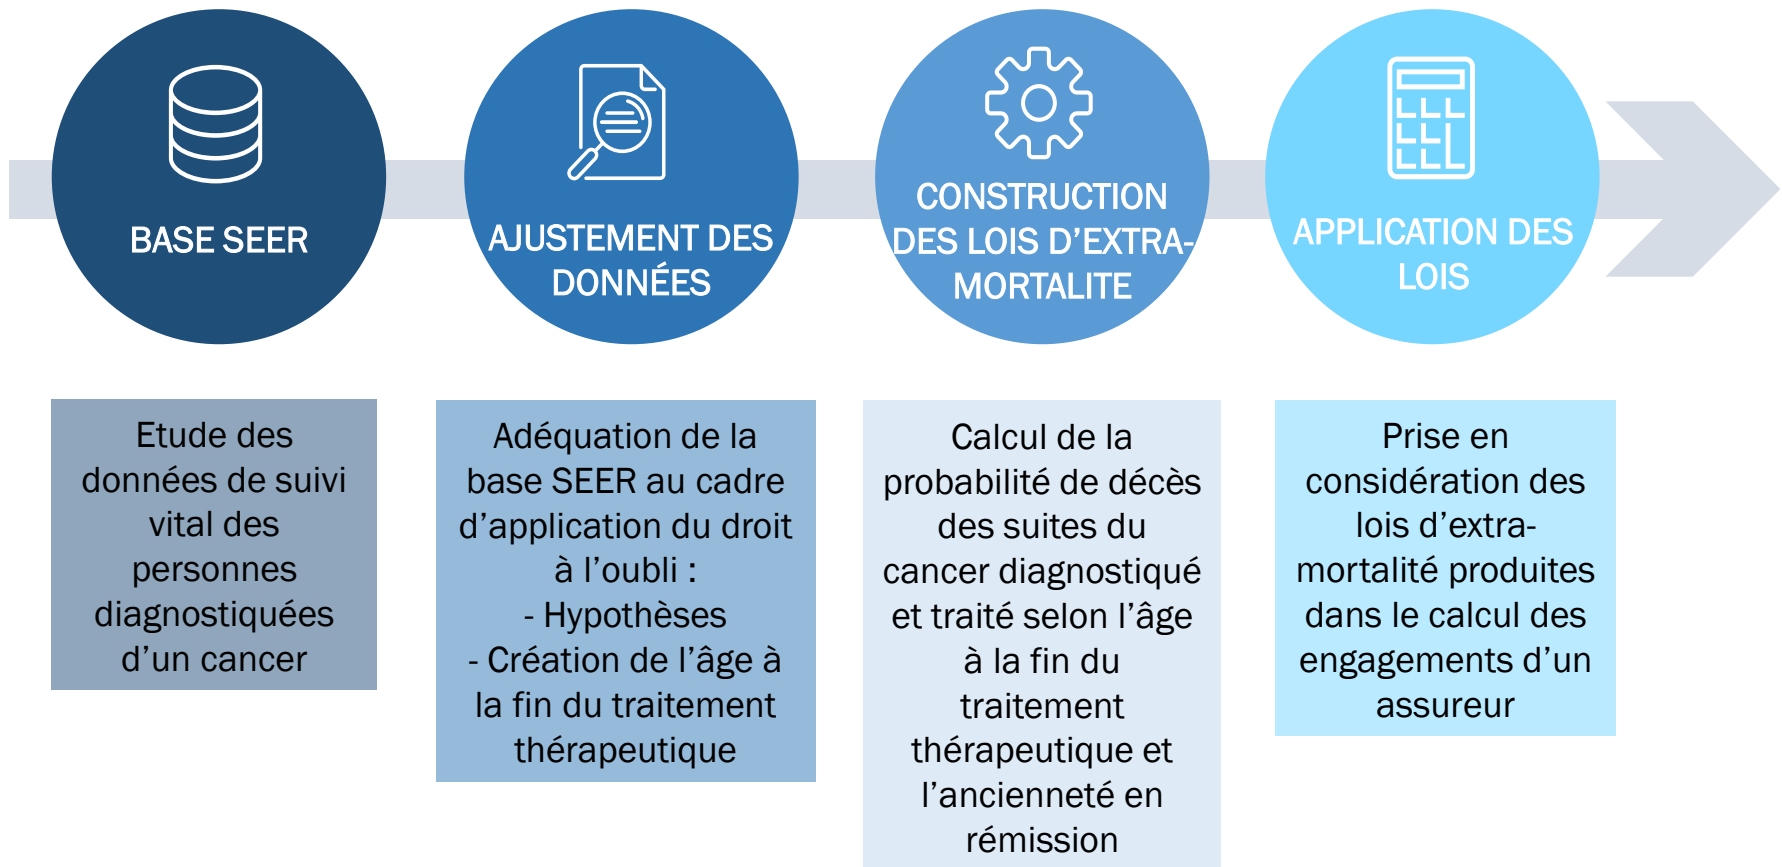 BASE SEER
AJUSTEMENT DES
DONNÉES
CONSTRUCTION
DES LOIS D’EXTRA-
MORTALITE
APPLICATION DES
LOIS
Etude des
données de suivi
vital des
personnes
diagnostiquées
d’un cancer
Adéquation de la
base SEER au cadre
d’application du droit
à l’oubli :
- Hypothèses
- Création de l’âge à
la fin du traitement
thérapeutique
Calcul de la
probabilité de décès
des suites du
cancer diagnostiqué
et traité selon l’âge
à la fin du
traitement
thérapeutique et
l’ancienneté en
rémission
Prise en
considération des
lois d’extra-
mortalité produites
dans le calcul des
engagements d’un
assureur